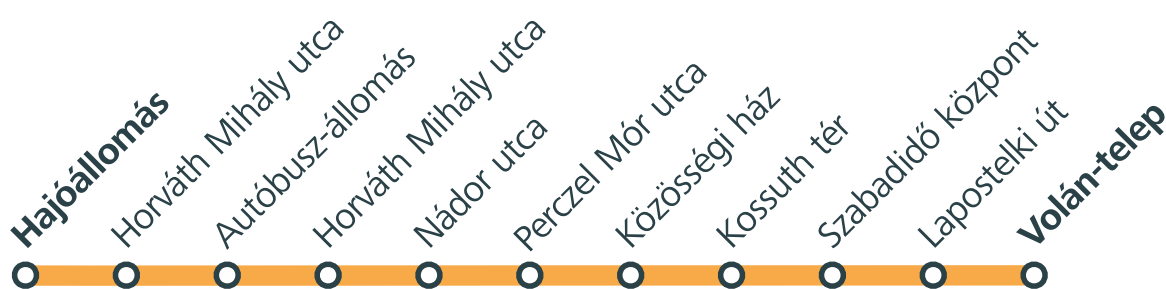 Hajóállomás
Horváth Mihály utca
Autóbusz-állomás
Horváth Mihály utca
Nádor utca
Perczel Mór utca
Közösségi ház
Kossuth tér
Szabadidő központ
Lapostelki út
Volán-telep